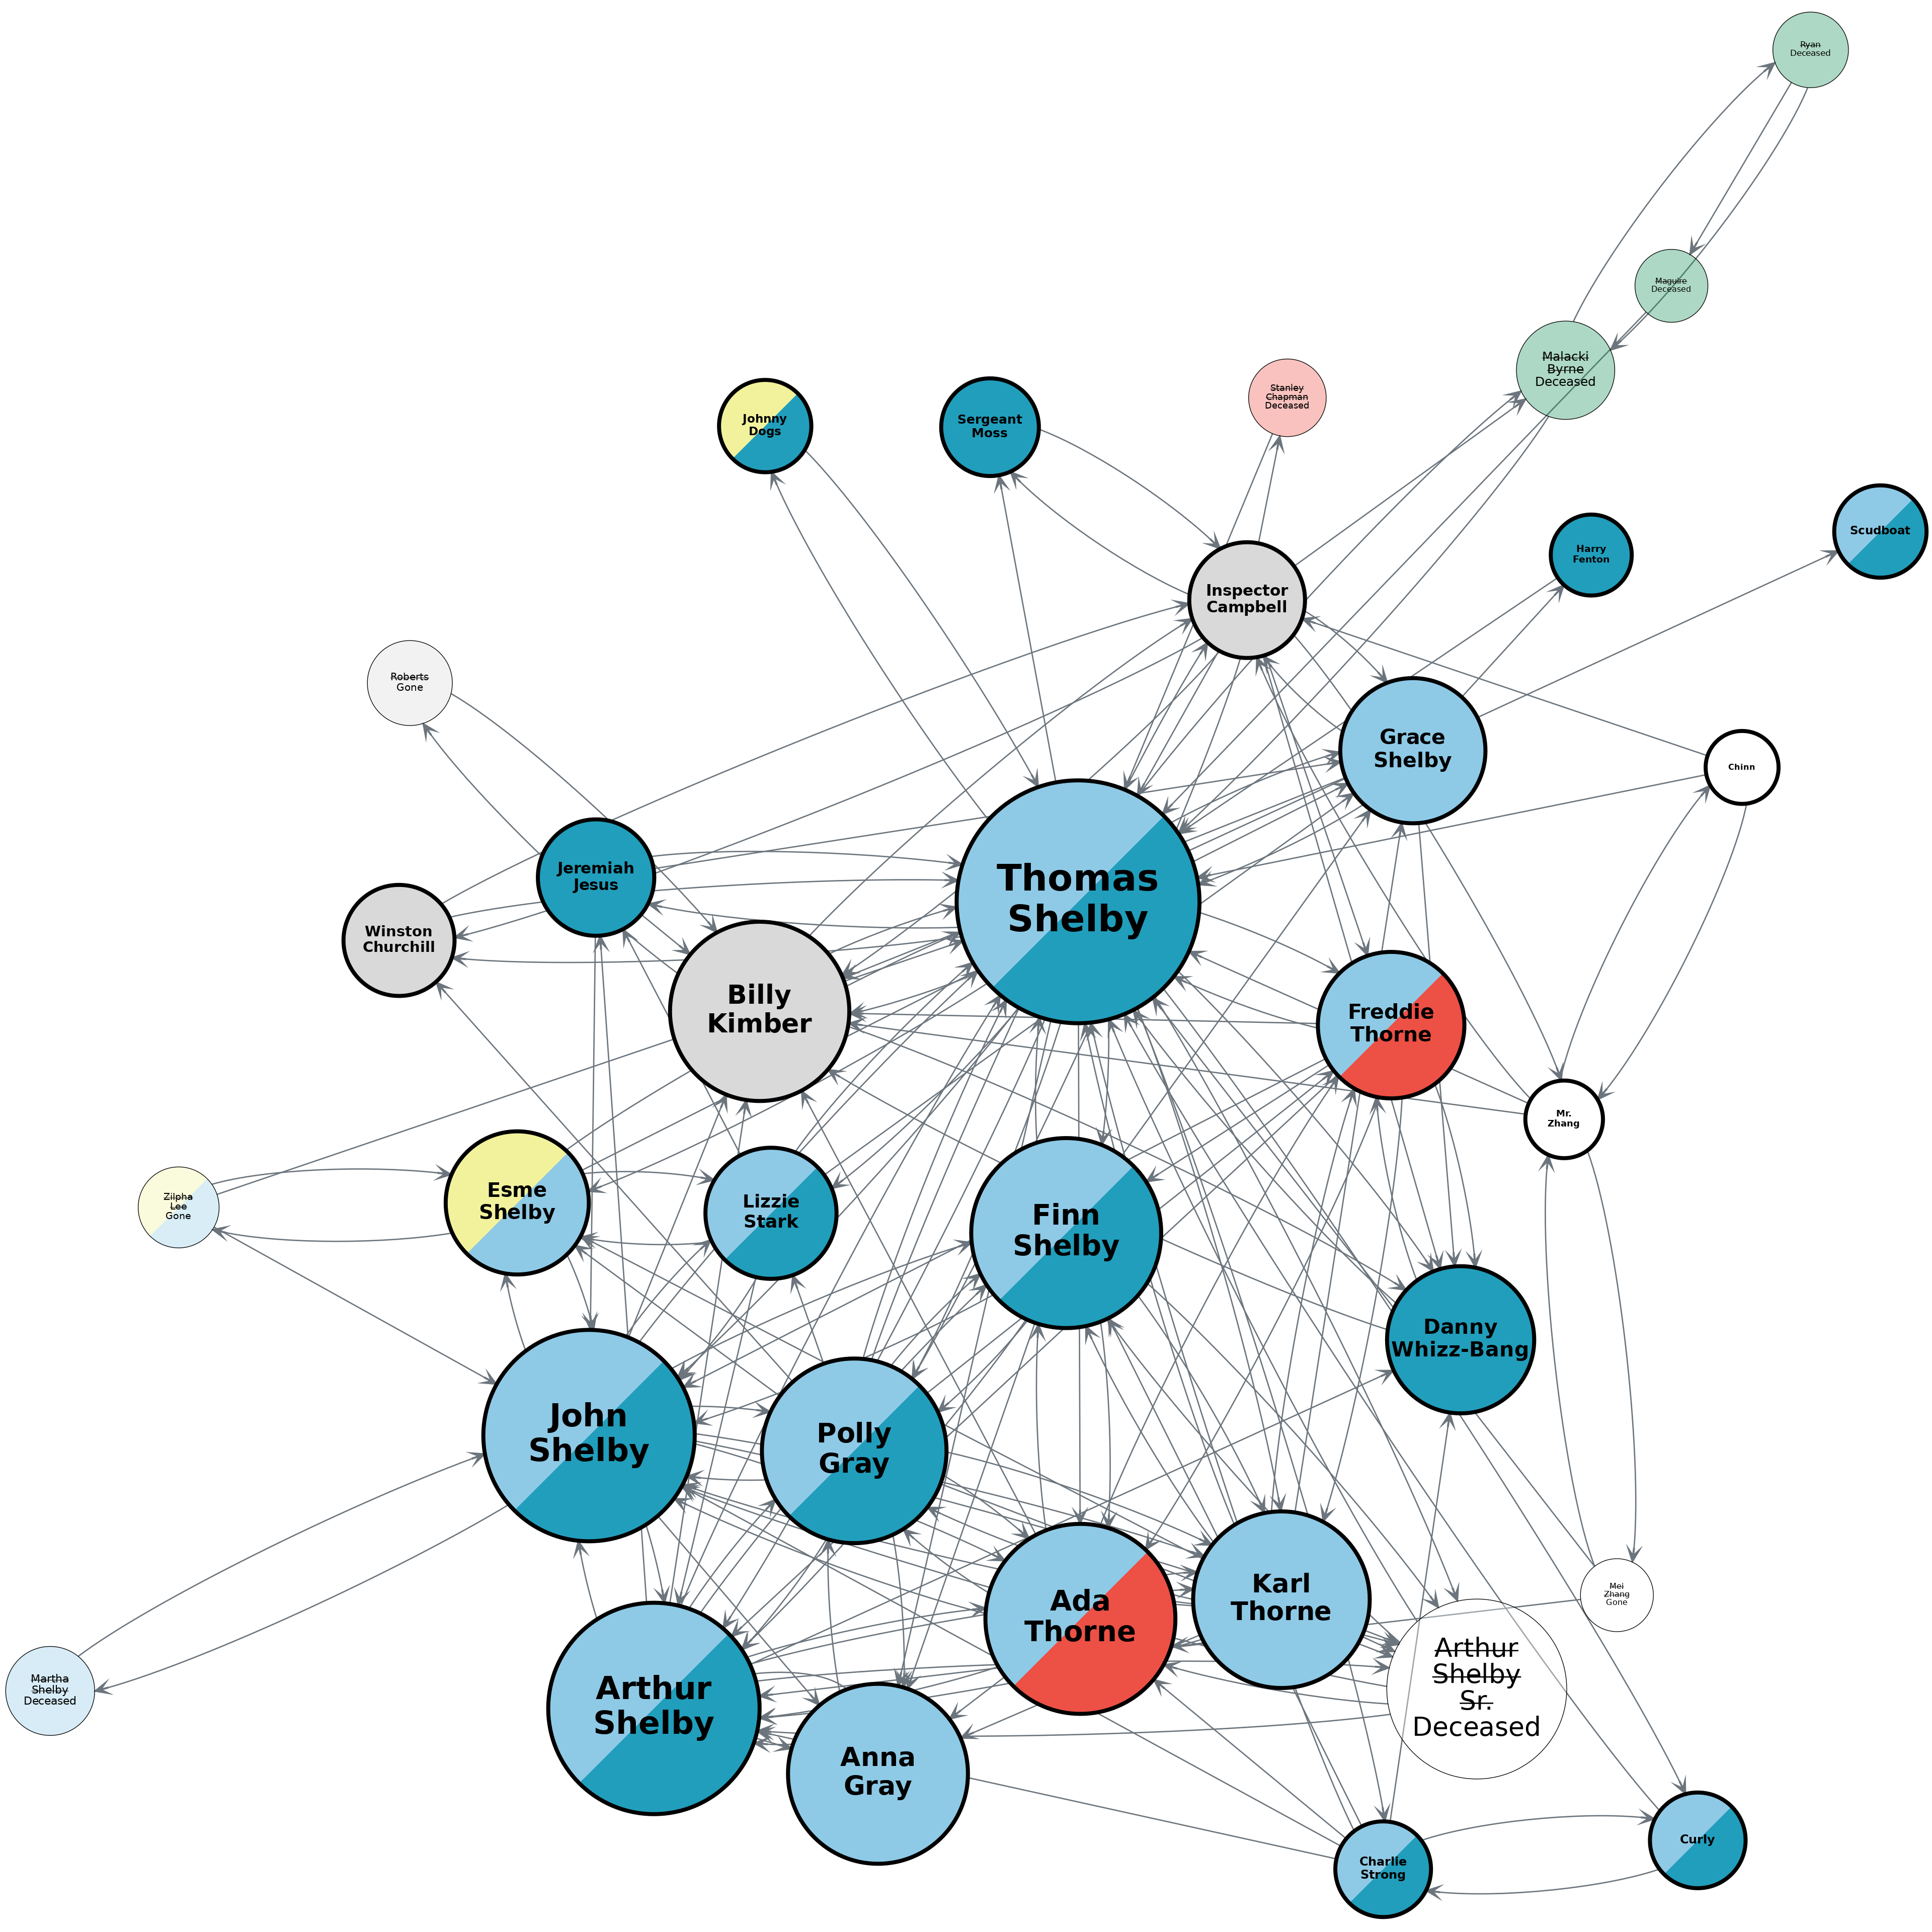 Ryan
Deceased
Maguire
Deceased
Malacki
Byrne
Deceased
Stanley
Chapman
Deceased
Johnny
Dogs
Sergeant
Moss
Scudboat
Harry
Fenton
Inspector
Campbell
Roberts
Gone
Grace
Shelby
Chinn
Jeremiah
Jesus
Thomas
Shelby
Winston
Churchill
Billy
Kimber
Freddie
Thorne
Mr.
Zhang
Zilpha
Lee
Gone
Esme
Shelby
Lizzie
Stark
Finn
Shelby
Danny
Whizz-Bang
John
Shelby
Polly
Gray
Ada
Thorne
Karl
Thorne
Mei
Zhang
Gone
Arthur
Shelby
Sr.
Deceased
Martha
Shelby
Deceased
Arthur
Shelby
Anna
Gray
Charlie
Strong
Curly